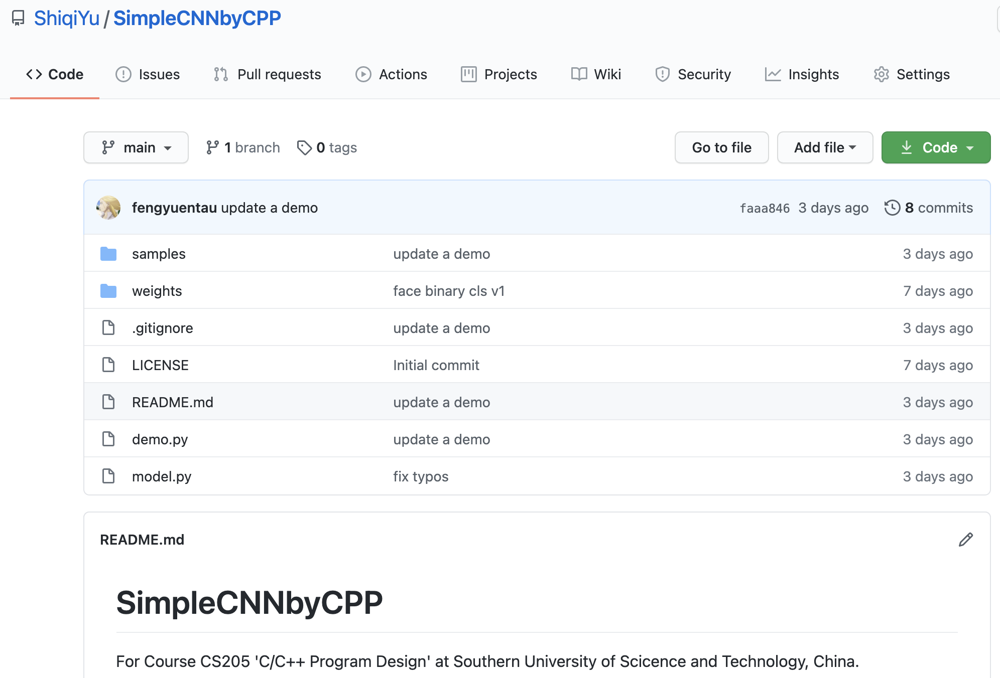 ShiqiYu / SimpleCNNbyCPP
Code Issues Pull requests Actions Projects Wiki Security Insights Settings
main 1 branch 0 tags Go to file Add file Code
fengyuentau update a demo faaa846 3 days ago 8 commits
samples update a demo 3 days ago
weights face binary cls v1 7 days ago
.gitignore update a demo 3 days ago
LICENSE Initial commit 7 days ago
README.md update a demo 3 days ago
demo.py update a demo 3 days ago
model.py fix typos 3 days ago
README.md
SimpleCNNbyCPP
For Course CS205 'C/C++ Program Design' at Southern University of Scicence and Technology, China.